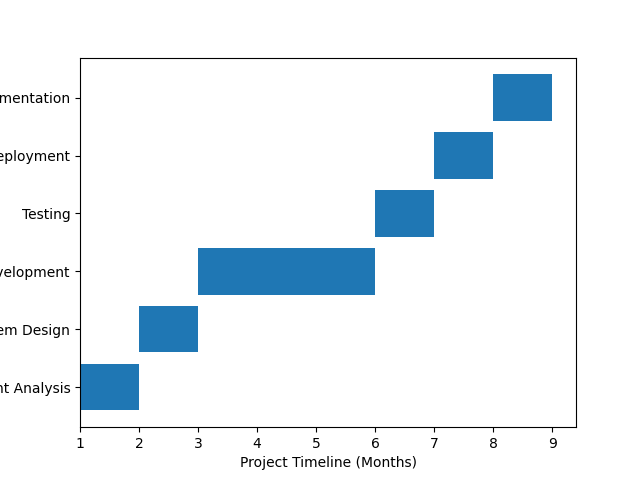 mentation
eployment
Testing
velopment
em Design
nt Analysis
1 2 3 4 5 6 7 8 9
Project Timeline (Months)